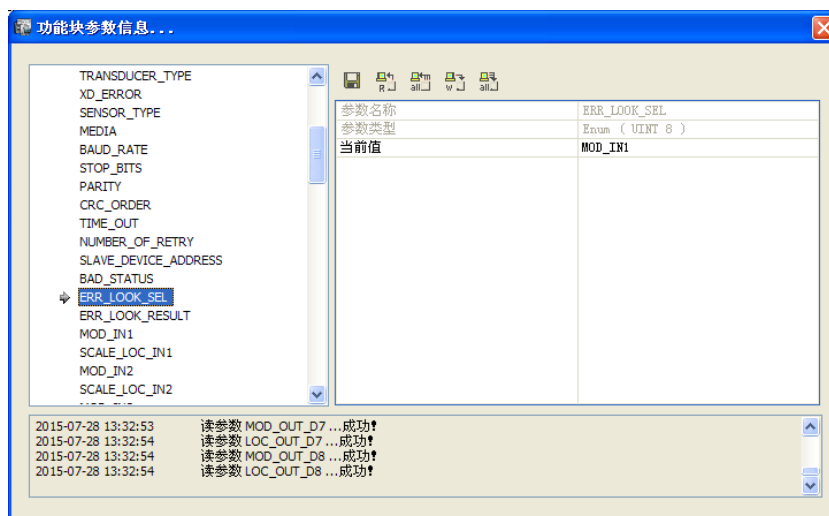 功能块参数信息...
TRANSDUCER_TYPE
XD_ERROR
SENSOR_TYPE
MEDIA
BAUD_RATE
STOP_BITS
PARITY
CRC_ORDER
TIME_OUT
NUMBER_OF_RETRY
SLAVE_DEVICE_ADDRESS
BAD_STATUS
ERR_LOOK_SEL
ERR_LOOK_RESULT
MOD_IN1
SCALE_LOC_IN1
MOD_IN2
SCALE_LOC_IN2
R all w all
参数名称 ERR_LOOK_SEL
参数类型 Enum ( UINT 8 )
当前值 MOD_IN1
2015-07-28 13:32:53 读参数 MOD_OUT_D7 ...成功!
2015-07-28 13:32:54 读参数 LOC_OUT_D7 ...成功!
2015-07-28 13:32:54 读参数 MOD_OUT_D8 ...成功!
2015-07-28 13:32:54 读参数 LOC_OUT_D8 ...成功!